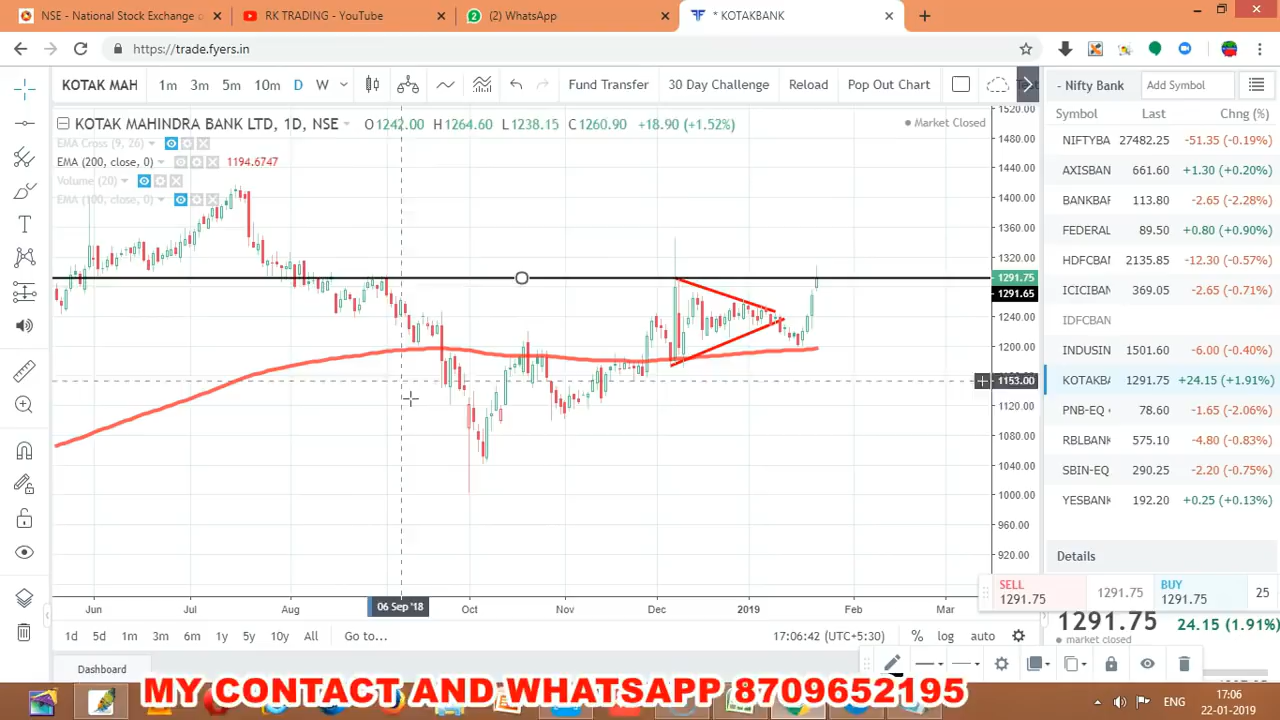 NSE - National Stock Exchange o
RK TRADING - YouTube
(2) WhatsApp
* KOTAKBANK
https://trade.fyers.in
KOTAK MAH 1m 3m 5m 10m D W Fund Transfer 30 Day Challenge Reload Pop Out Chart
- Nifty Bank Add Symbol
KOTAK MAHINDRA BANK LTD, 1D, NSE O1242.00 H1264.60 L1238.15 C1260.90 +18.90 (+1.52%) Market Closed
EMA Cross (9, 26)
EMA (200, close, 0) 1194.6747
Volume (20)
EMA (100, close, 0)
1520.00
1480.00
1440.00
1400.00
1360.00
1320.00
1291.75
1291.65
1240.00
1200.00
1153.00
1120.00
1080.00
1040.00
1000.00
960.00
920.00
Symbol Last Chng (%)
NIFTYBA 27482.25 -51.35 (-0.19%)
AXISBAN 661.60 +1.30 (+0.20%)
BANKBAR 113.80 -2.65 (-2.28%)
FEDERAL 89.50 +0.80 (+0.90%)
HDFCBAN 2135.85 -12.30 (-0.57%)
ICICIBAN 369.05 -2.65 (-0.71%)
IDFCBAN
INDUSIN 1501.60 -6.00 (-0.40%)
KOTAKBA 1291.75 +24.15 (+1.91%)
PNB-EQ 78.60 -1.65 (-2.06%)
RBLBANK 575.10 -4.80 (-0.83%)
SBIN-EQ 290.25 -2.20 (-0.75%)
YESBANK 192.20 +0.25 (+0.13%)
Details
SELL
1291.75
1291.75
BUY
1291.75
25
1291.75 24.15 (1.91%)
market closed
Jun Jul Aug 06 Sep '18 Oct Nov Dec 2019 Feb Mar
1d 5d 1m 3m 6m 1y 5y 10y All Go to... 17:06:42 (UTC+5:30) % log auto
Dashboard
MY CONTACT AND WHATSAPP 8709652195
ENG
17:06
22-01-2019